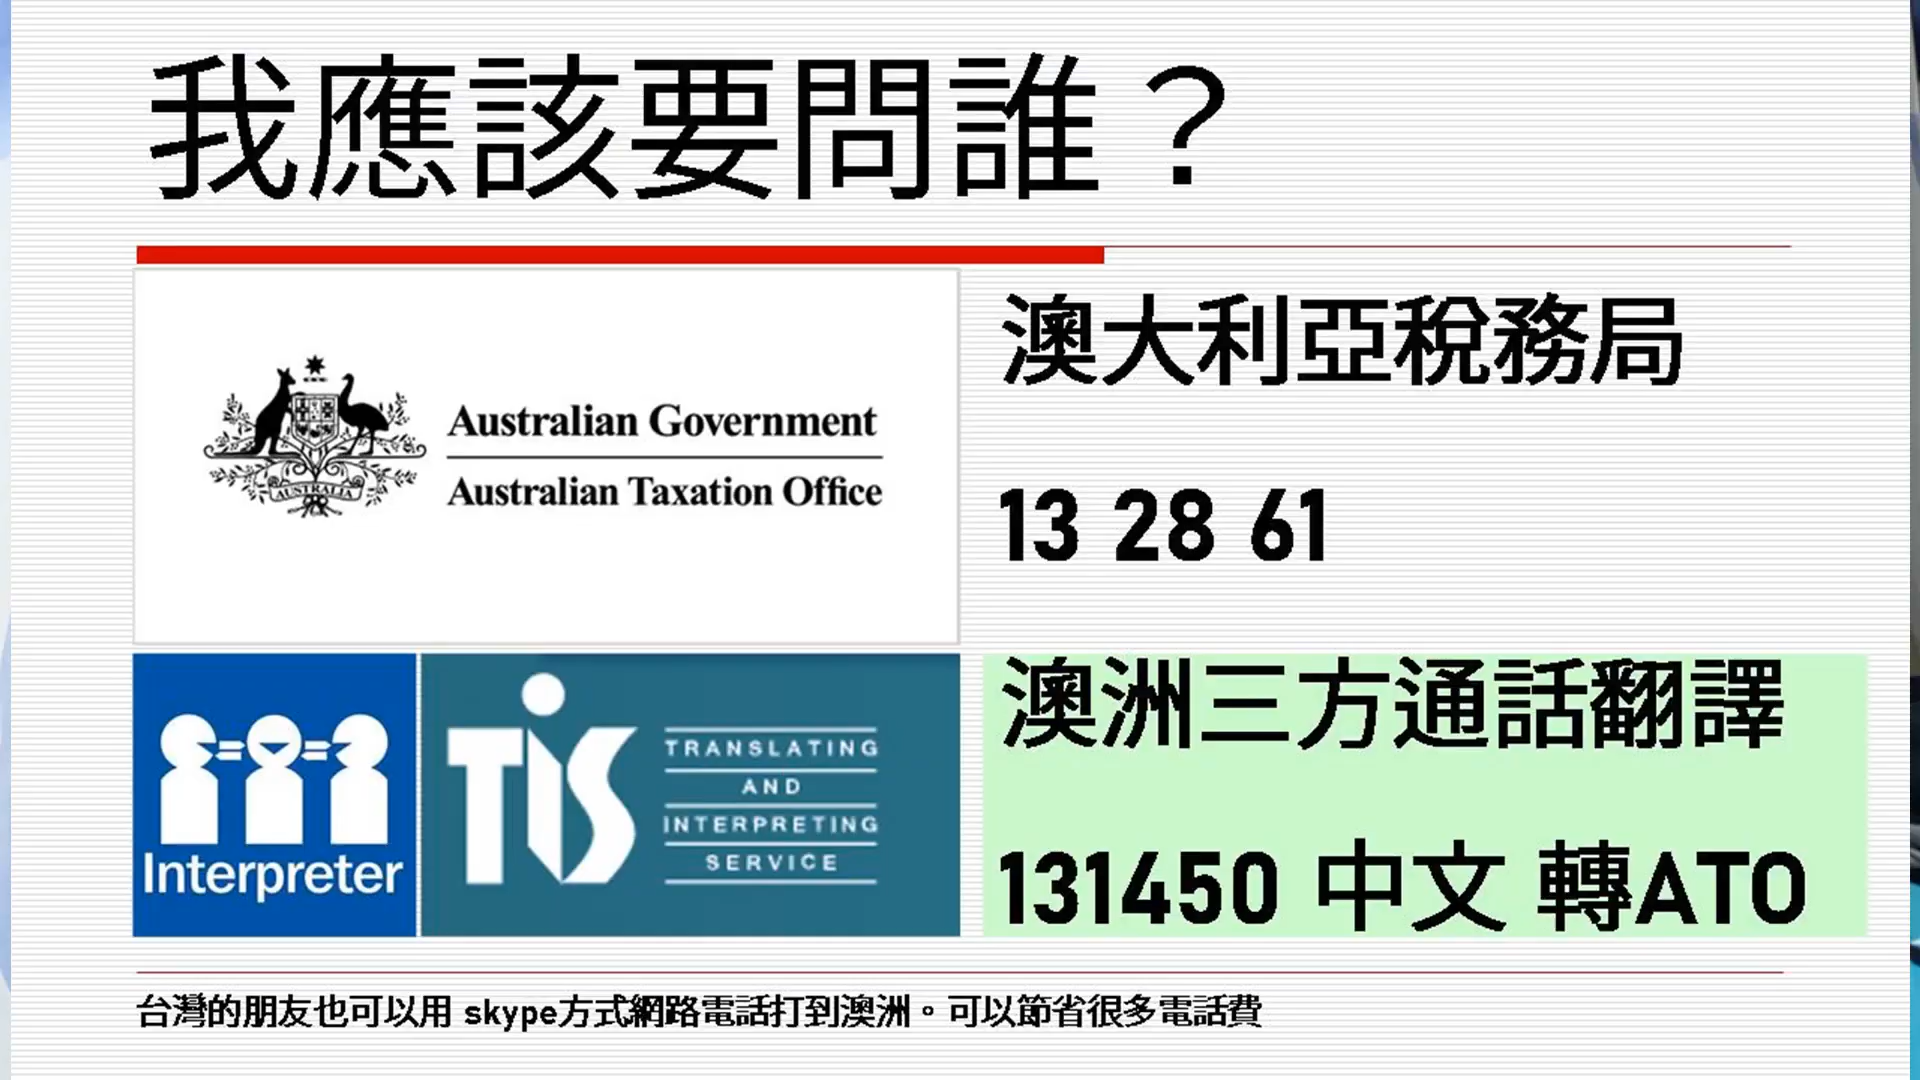 我應該要問誰？
AUSTRALIA
Australian Government
Australian Taxation Office
澳大利亞稅務局
13 28 61
Interpreter
TIS
TRANSLATING
AND
INTERPRETING
SERVICE
澳洲三方通話翻譯
131450 中文 轉ATO
台灣的朋友也可以用 skype方式網路電話打到澳洲。可以節省很多電話費